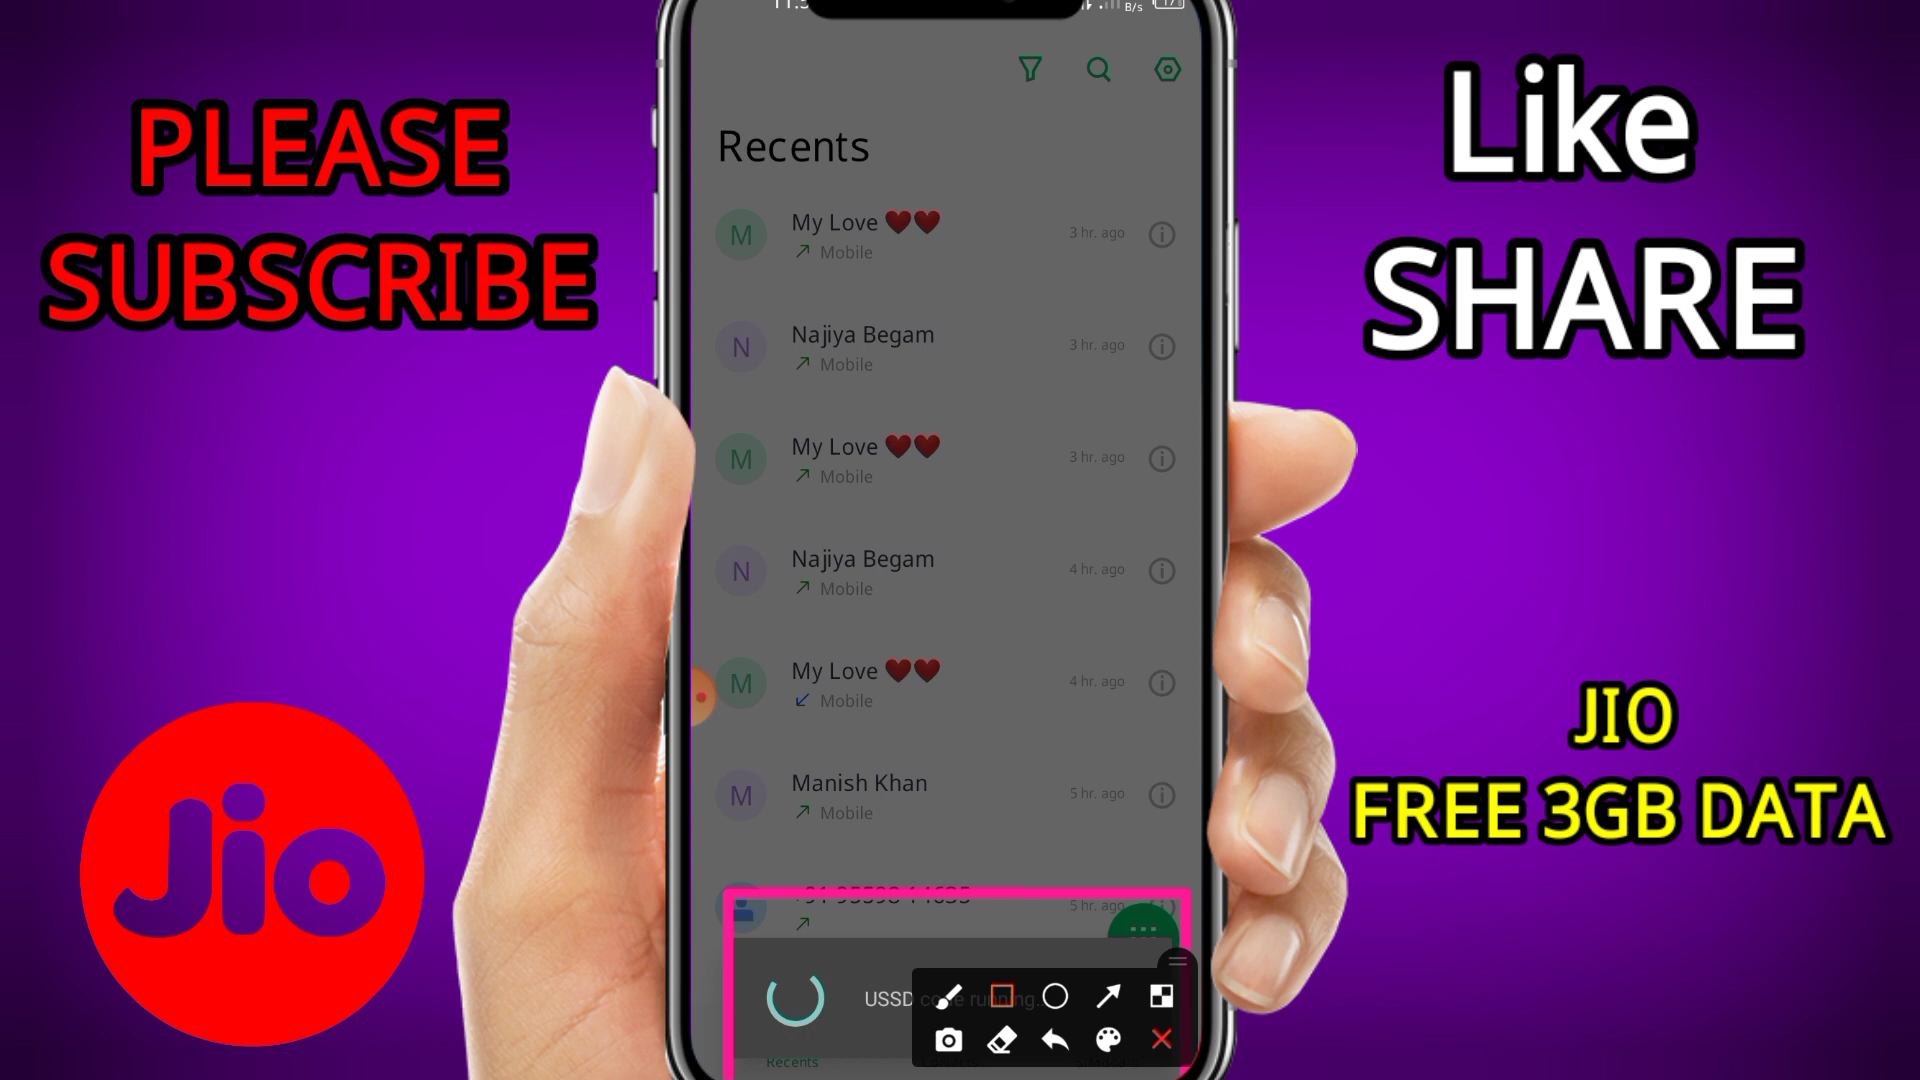 PLEASE
SUBSCRIBE
Like
SHARE
JIO
FREE 3GB DATA
Jio
B/s
Recents
M
My Love ❤️❤️
Mobile
3 hr. ago
N
Najiya Begam
Mobile
3 hr. ago
M
My Love ❤️❤️
Mobile
3 hr. ago
N
Najiya Begam
Mobile
4 hr. ago
M
My Love ❤️❤️
Mobile
4 hr. ago
M
Manish Khan
Mobile
5 hr. ago
5 hr. ago
USSD code running...
Recents